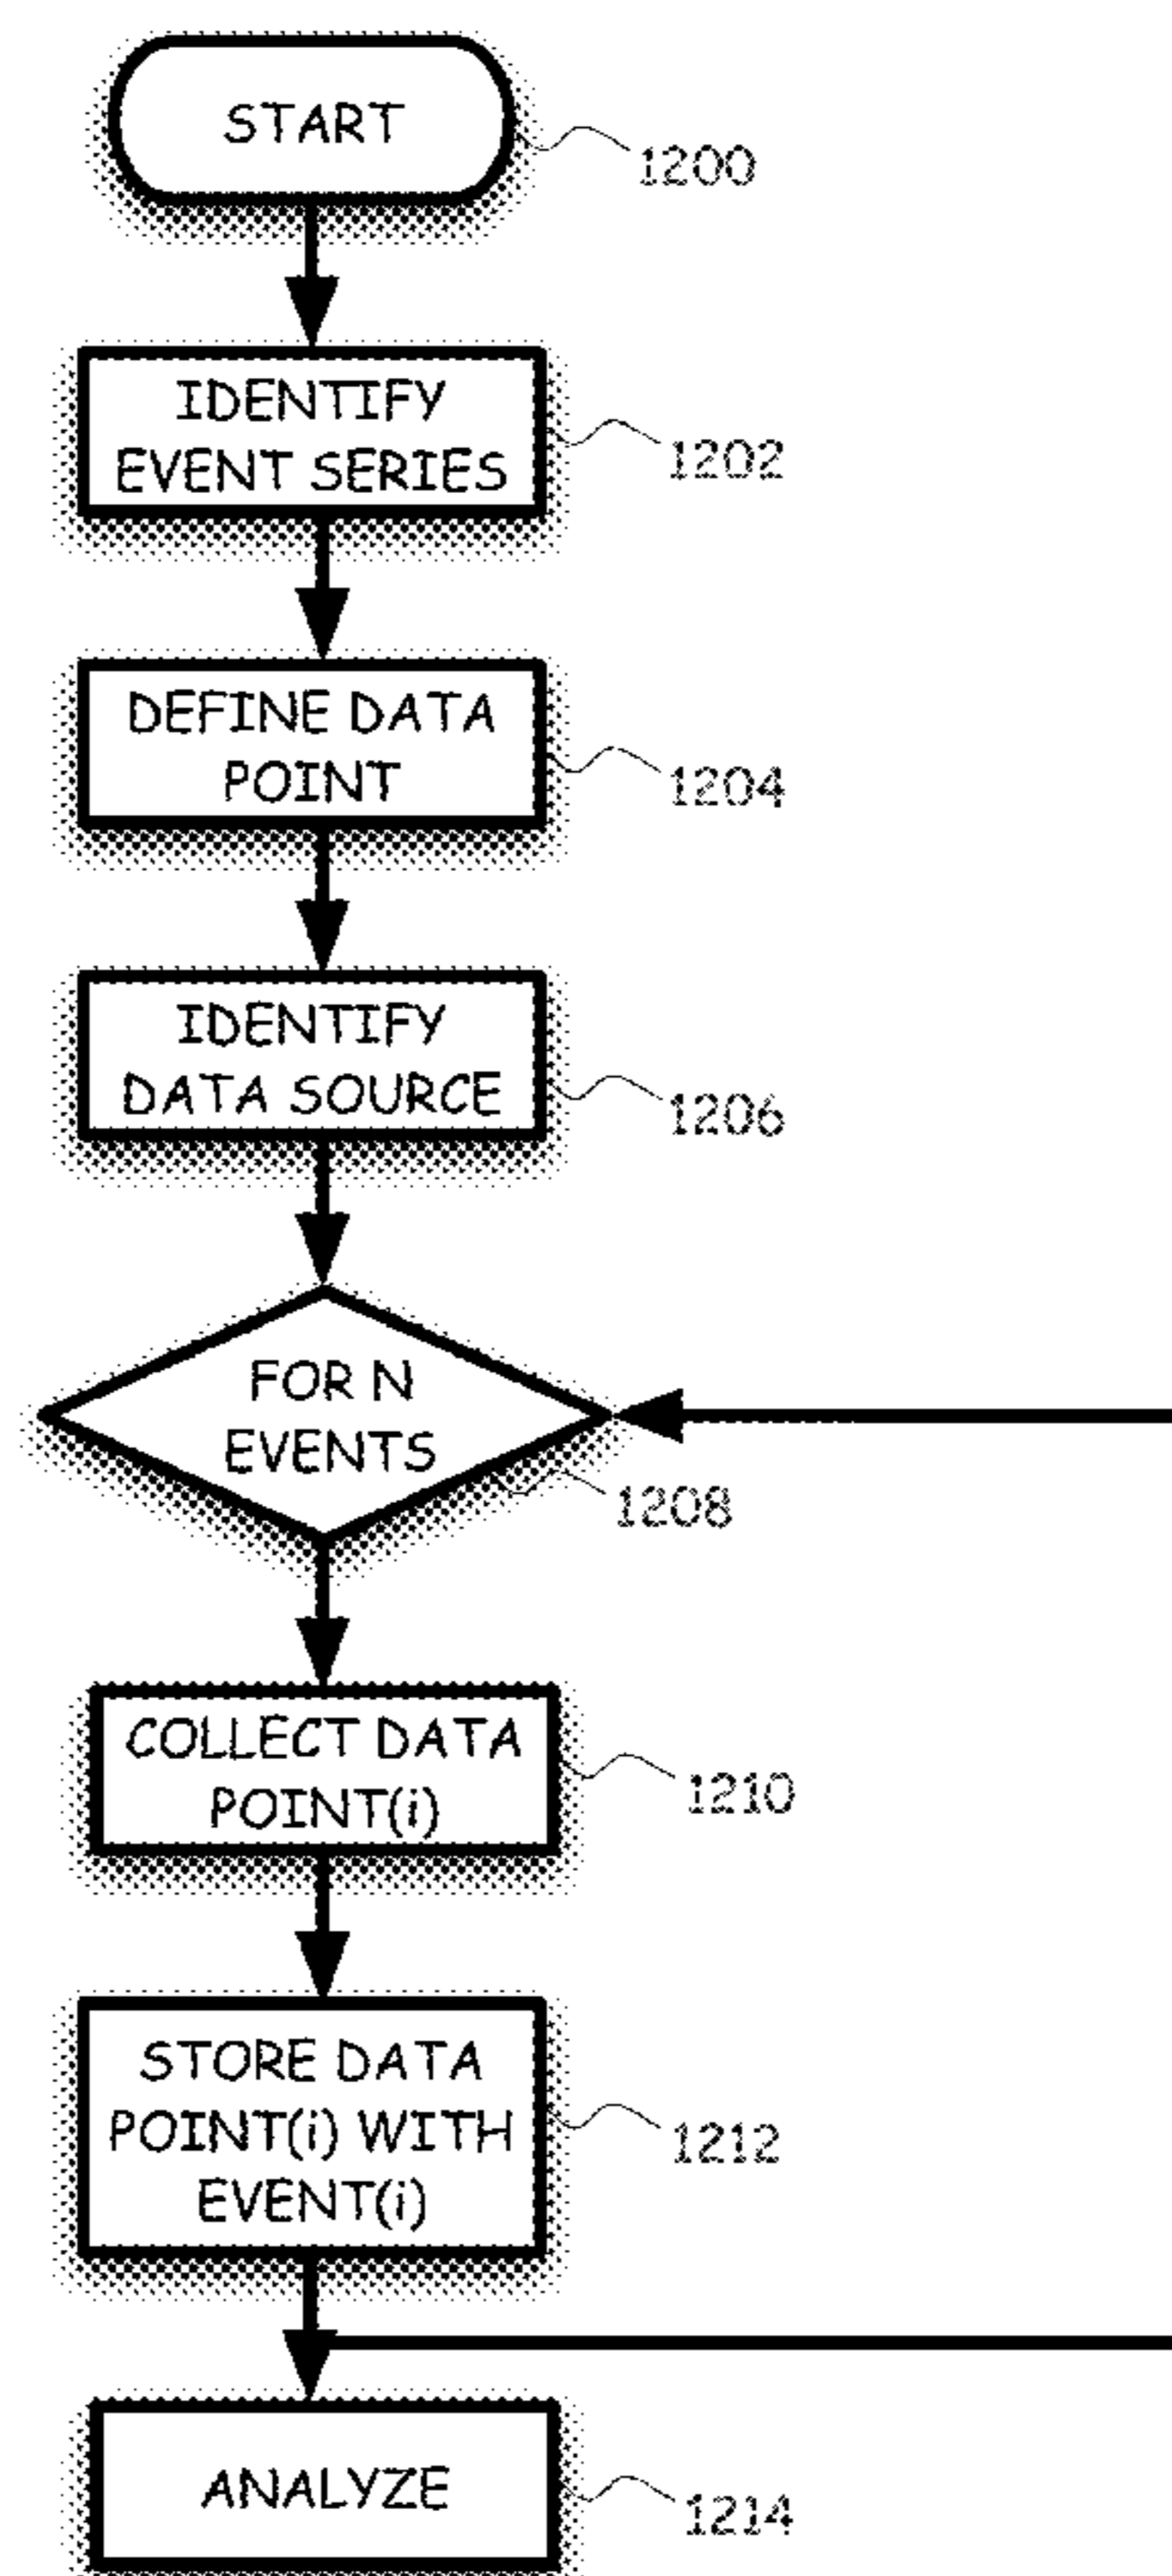 START
1200
IDENTIFY
EVENT SERIES
1202
DEFINE DATA
POINT
1204
IDENTIFY
DATA SOURCE
1206
FOR N
EVENTS
1208
COLLECT DATA
POINT(i)
1210
STORE DATA
POINT(i) WITH
EVENT(i)
1212
ANALYZE
1214